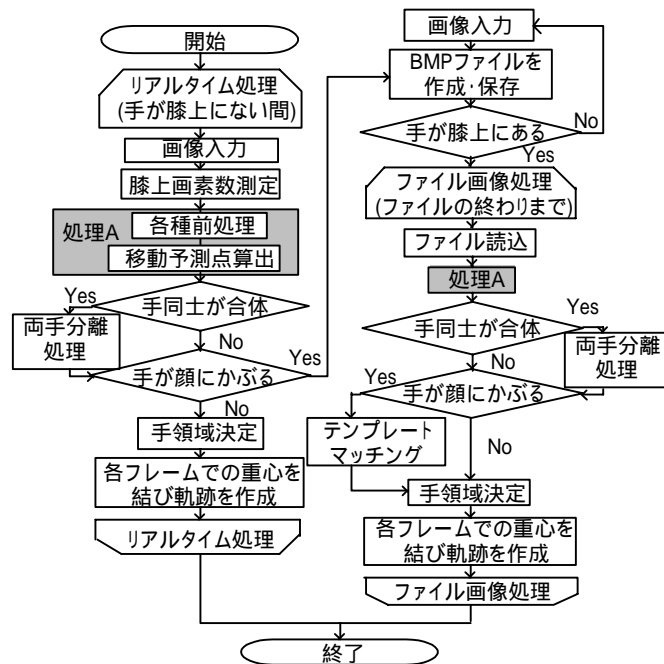 開始
リアルタイム処理
(手が膝上にない間)
画像入力
膝上画素数測定
処理A
各種前処理
移動予測点算出
Yes
手同士が合体
両手分離
処理
No
Yes
手が顔にかぶる
No
手領域決定
各フレームでの重心を
結び軌跡を作成
リアルタイム処理
画像入力
BMPファイルを
作成・保存
手が膝上にある
No
Yes
ファイル画像処理
(ファイルの終わりまで)
ファイル読込
処理A
手同士が合体
Yes
両手分離
処理
No
Yes
手が顔にかぶる
テンプレート
マッチング
No
手領域決定
各フレームでの重心を
結び軌跡を作成
ファイル画像処理
終了